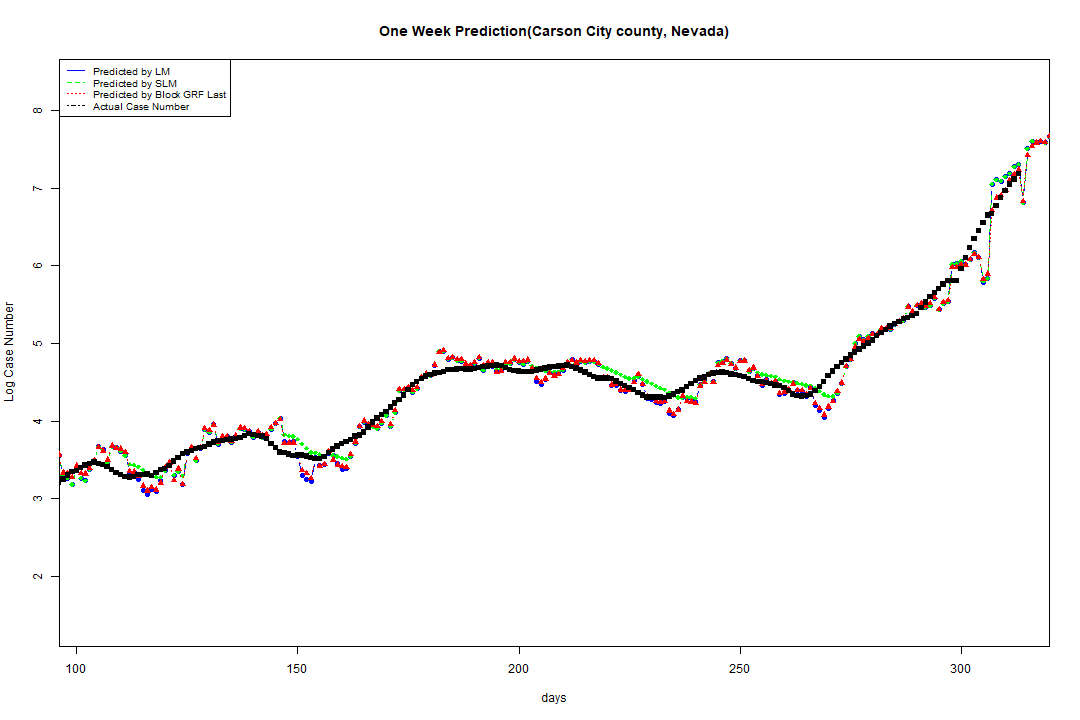 One Week Prediction(Carson City county, Nevada)
Predicted by LM
Predicted by SLM
Predicted by Block GRF Last
Actual Case Number
8
7
6
5
4
3
2
Log Case Number
100 150 200 250 300
days